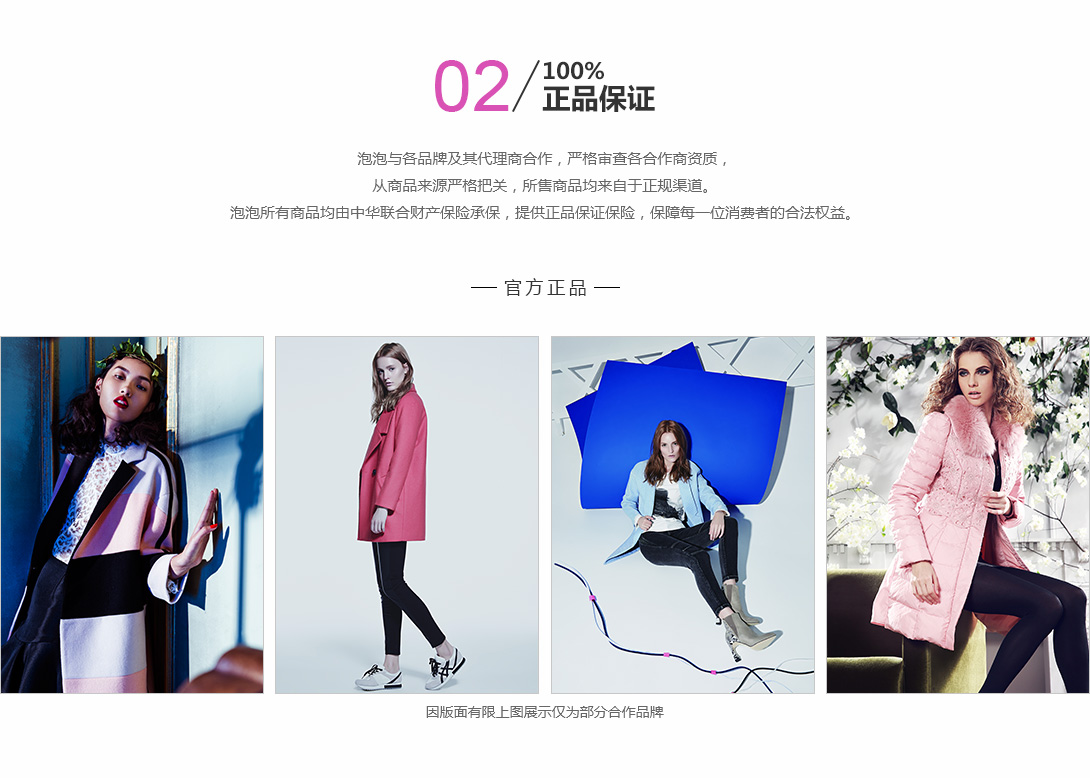 02/100%
正品保证
泡泡与各品牌及其代理商合作，严格审查各合作商资质，
从商品来源严格把关，所售商品均来自于正规渠道。
泡泡所有商品均由中华联合财产保险承保，提供正品保证保险，保障每一位消费者的合法权益。
官方正品
因版面有限上图展示仅为部分合作品牌